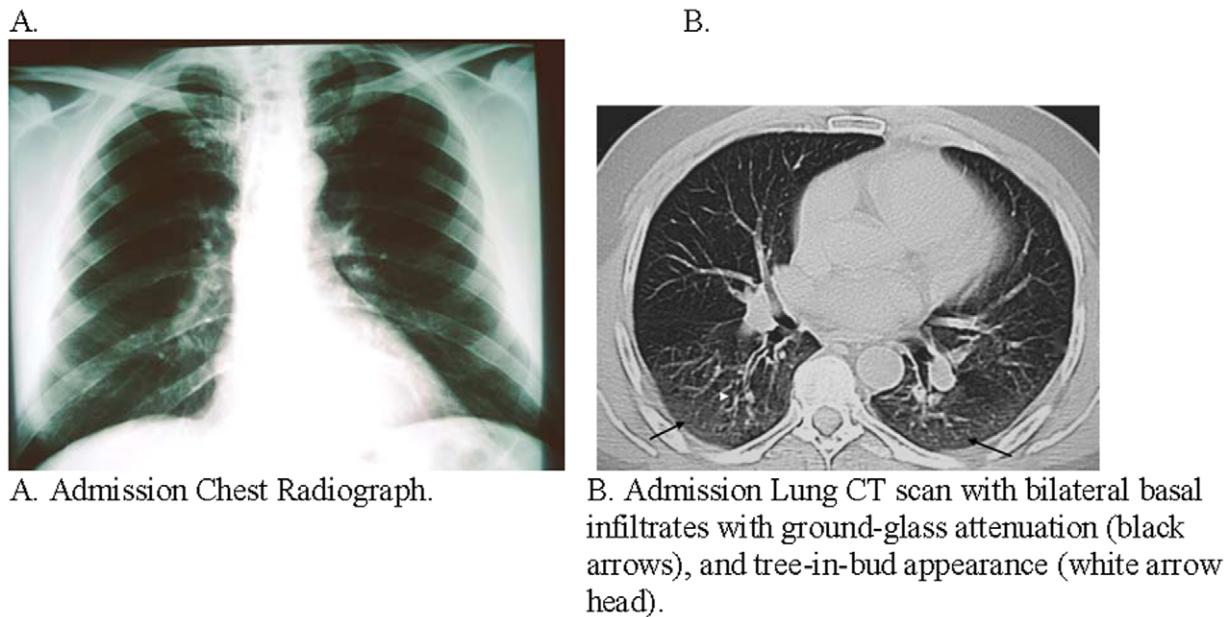 A.
B.
A. Admission Chest Radiograph.
B. Admission Lung CT scan with bilateral basal
infiltrates with ground-glass attenuation (black
arrows), and tree-in-bud appearance (white arrow
head).